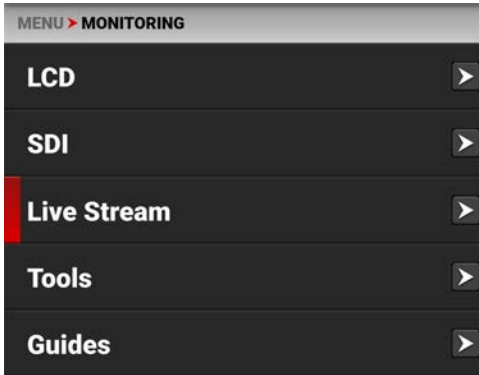 MENU > MONITORING
LCD
SDI
Live Stream
Tools
Guides